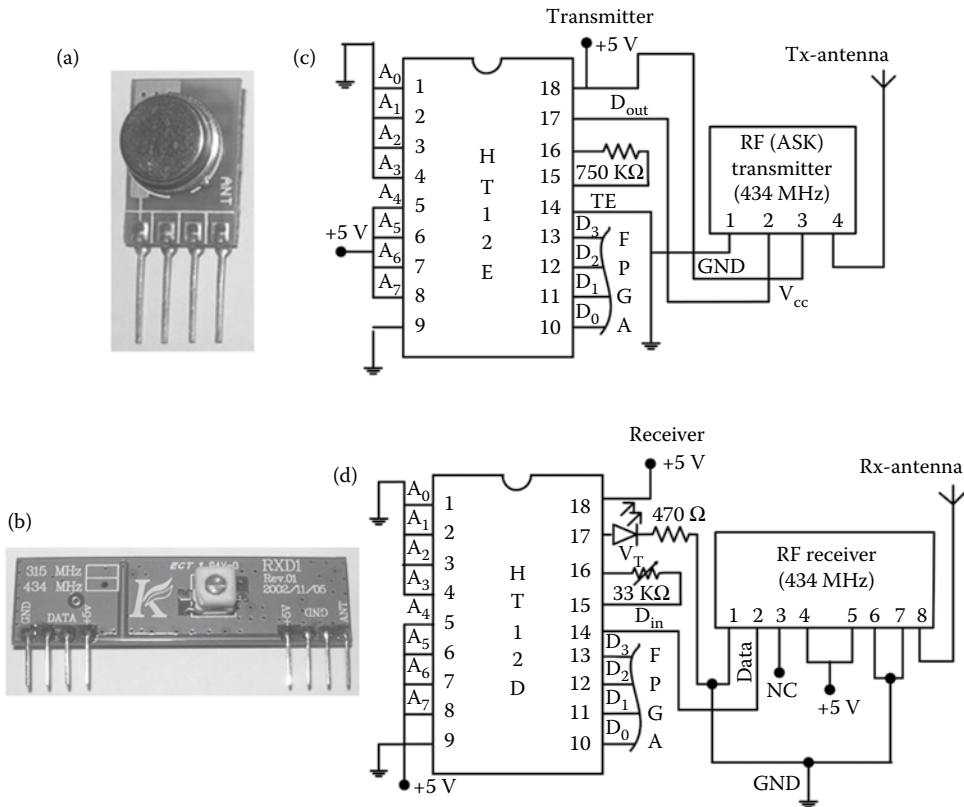 (a)
ANT
(c)
Transmitter
+5 V
Tx-antenna
A0
A1
A2
A3
A4
A5
A6
A7
+5 V
1
2
3
4
5
6
7
8
9
HT12E
18
17
16
15
14
13
12
11
10
Dout
750 KΩ
TE
D3
D2
D1
D0
FPGA
RF (ASK)
transmitter
(434 MHz)
1 2 3 4
GND
Vcc
(b)
315 MHz
434 MHz
K
RXD1
Rev.01
2002/11/05
GND
DATA
+5v
+5V
GND
ANT
(d)
Receiver
+5 V
Rx-antenna
A0
A1
A2
A3
A4
A5
A6
A7
+5 V
1
2
3
4
5
6
7
8
9
HT12D
18
17
16
15
14
13
12
11
10
470 Ω
VT
33 KΩ
Din
D3
D2
D1
D0
FPGA
RF receiver
(434 MHz)
1 2 3 4 5 6 7 8
Data
NC
+5 V
GND